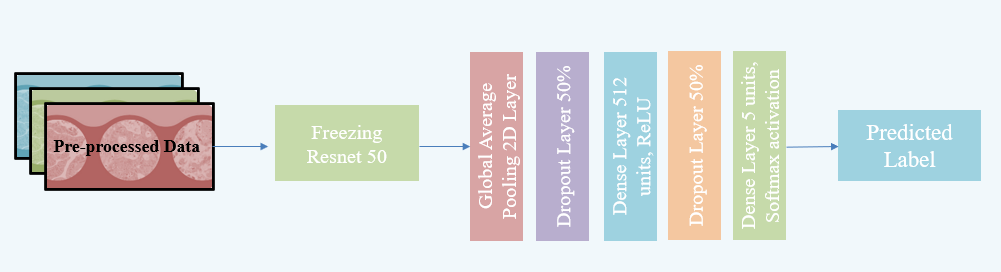 Pre-processed Data
Freezing
Resnet 50
Global Average
Pooling 2D Layer
Dropout Layer 50%
Dense Layer 512
units, ReLU
Dropout Layer 50%
Dense Layer 5 units,
Softmax activation
Predicted
Label